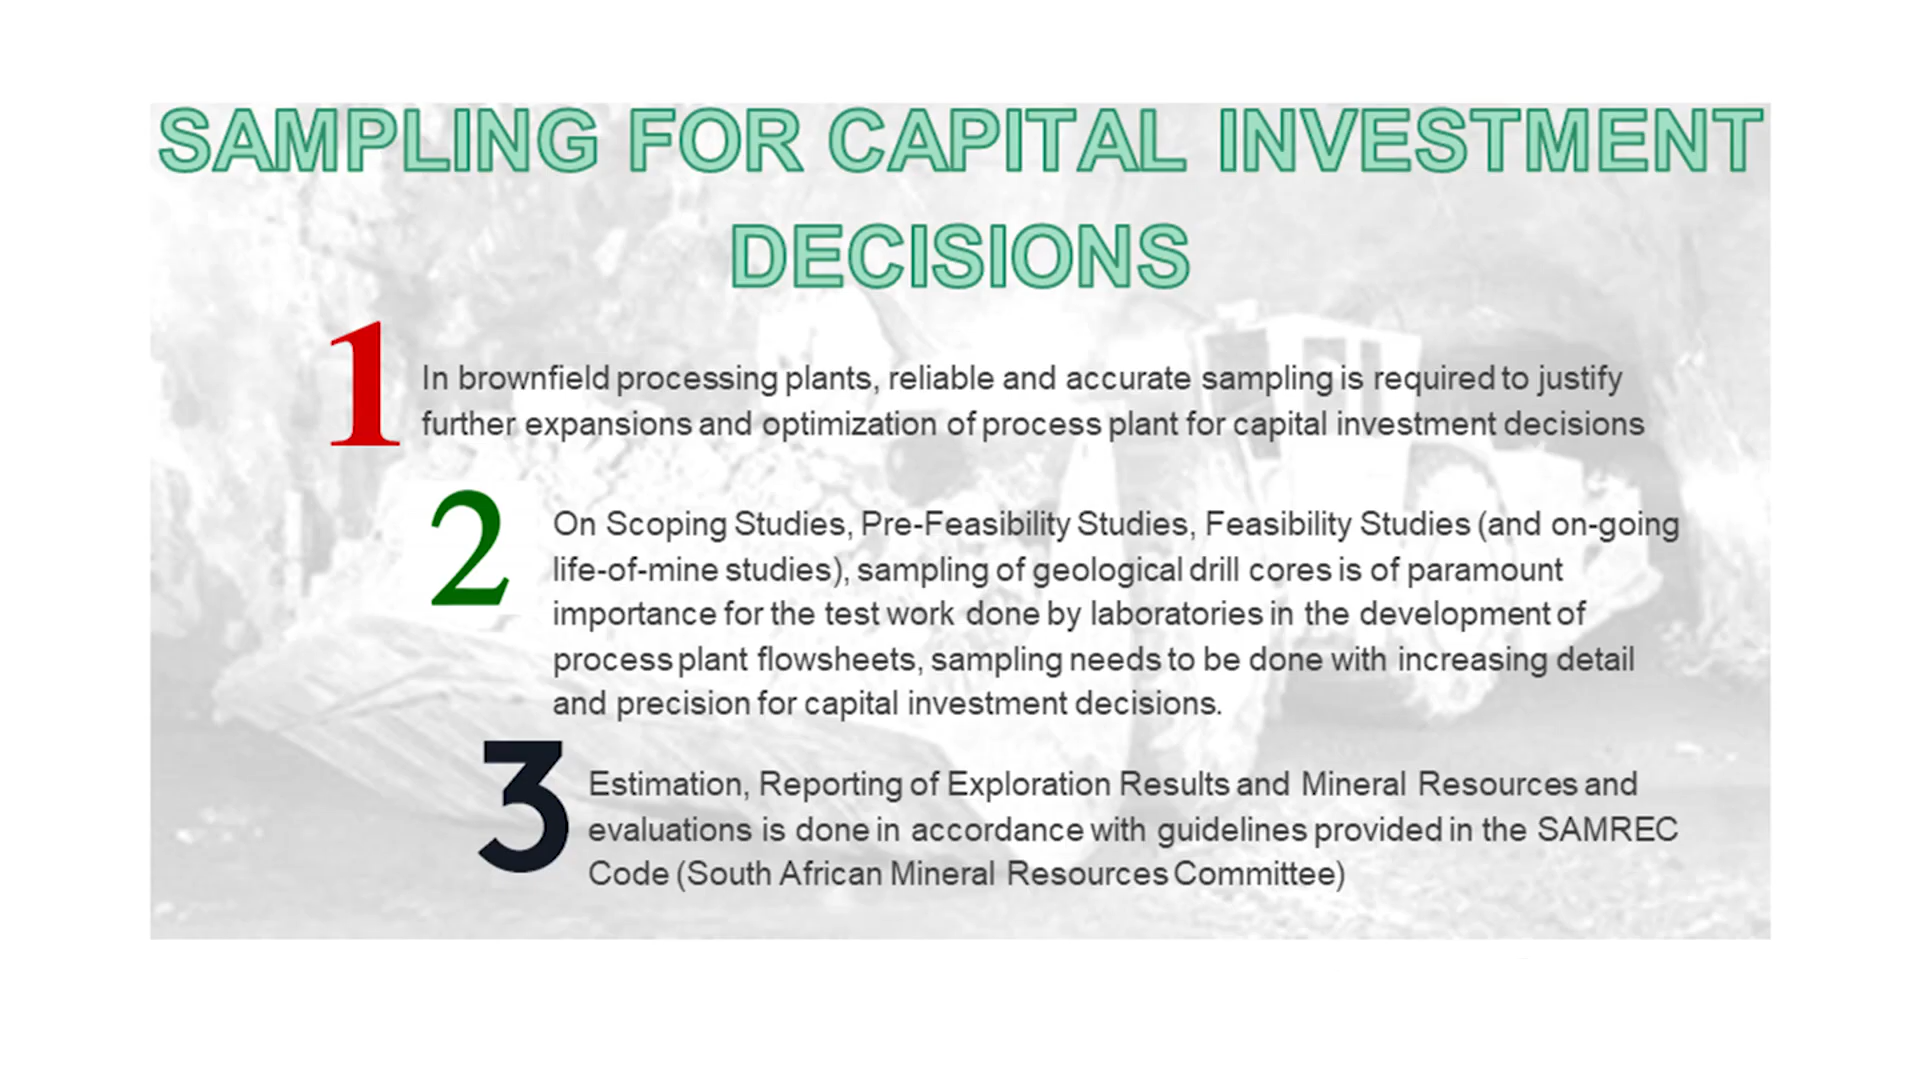 SAMPLING FOR CAPITAL INVESTMENT
DECISIONS
1
In brownfield processing plants, reliable and accurate sampling is required to justify
further expansions and optimization of process plant for capital investment decisions
2
On Scoping Studies, Pre-Feasibility Studies, Feasibility Studies (and on-going
life-of-mine studies), sampling of geological drill cores is of paramount
importance for the test work done by laboratories in the development of
process plant flowsheets, sampling needs to be done with increasing detail
and precision for capital investment decisions.
3
Estimation, Reporting of Exploration Results and Mineral Resources and
evaluations is done in accordance with guidelines provided in the SAMREC
Code (South African Mineral Resources Committee)